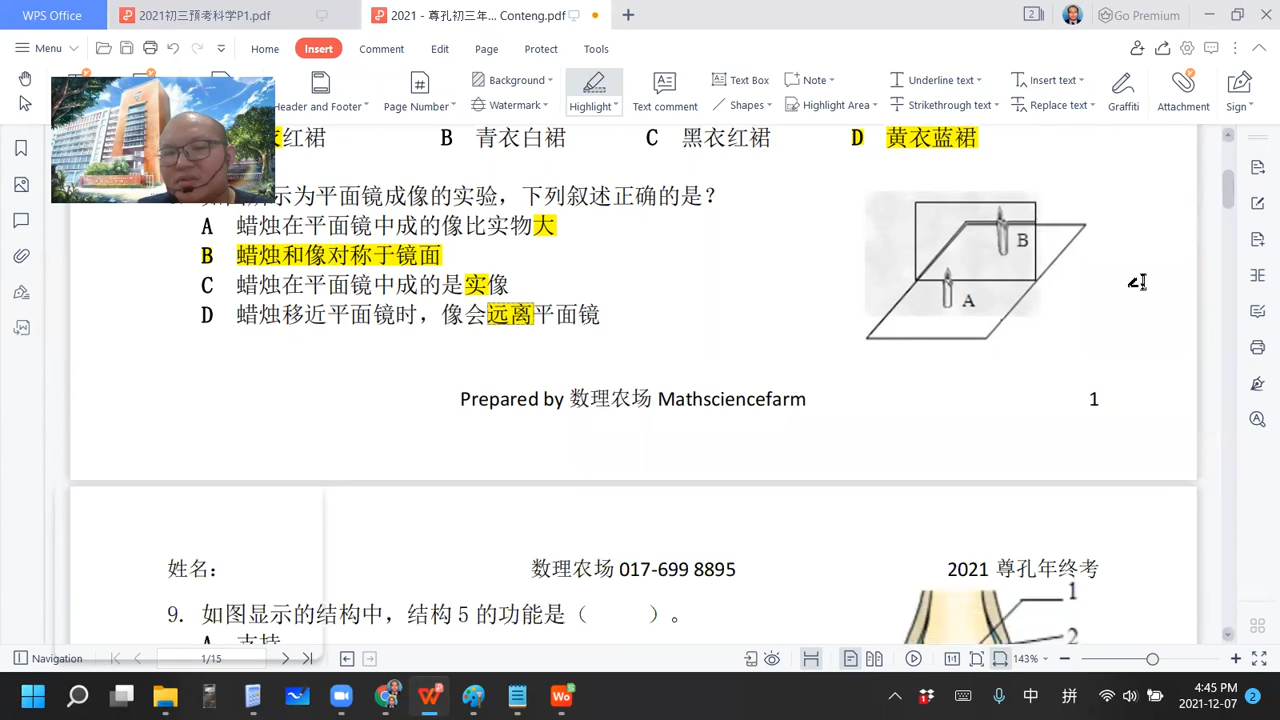 WPS Office
2021初三预考科学P1.pdf
2021 - 尊孔初三年... Conteng.pdf
2
Go Premium
Menu
Home
Insert
Comment
Edit
Page
Protect
Tools
Header and Footer
Page Number
Background
Watermark
Highlight
Text comment
Text Box
Shapes
Note
Highlight Area
Underline text
Strikethrough text
Insert text
Replace text
Graffiti
Attachment
Sign
红裙
B 青衣白裙
C 黑衣红裙
D 黄衣蓝裙
示为平面镜成像的实验，下列叙述正确的是？
A 蜡烛在平面镜中成的像比实物大
B 蜡烛和像对称于镜面
C 蜡烛在平面镜中成的是实像
D 蜡烛移近平面镜时，像会远离平面镜
B
A
Prepared by 数理农场 Mathsciencefarm
1
姓名：
数理农场 017-699 8895
2021 尊孔年终考
9. 如图显示的结构中，结构 5 的功能是（ ）。
A 支持
1
2
Navigation
1/15
143%
中
拼
4:45 PM
2021-12-07
2